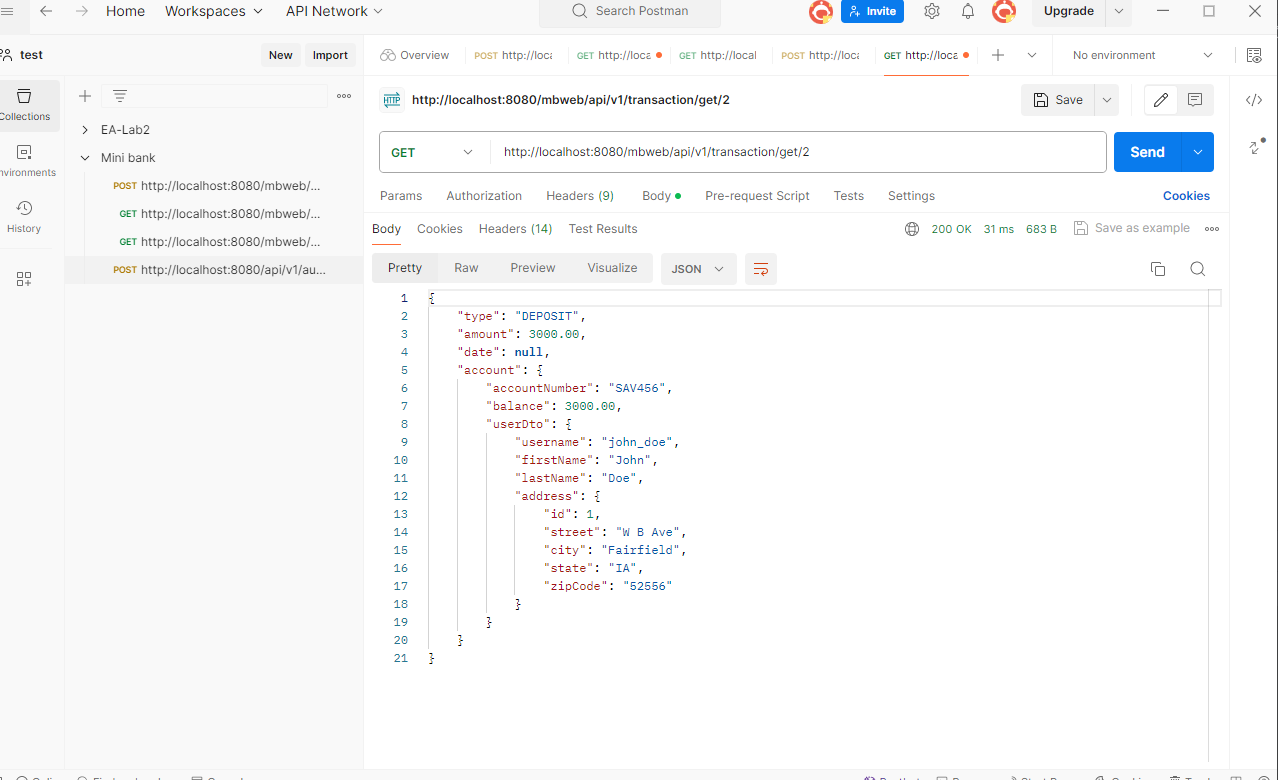 Home Workspaces API Network Search Postman Invite Upgrade
test New Import Overview POST http://loca GET http://loca GET http://local POST http://loca GET http://loca No environment
Collections
EA-Lab2
Mini bank
POST http://localhost:8080/mbweb/...
GET http://localhost:8080/mbweb/...
GET http://localhost:8080/mbweb/...
POST http://localhost:8080/api/v1/au...
nvironments
History
HTTP http://localhost:8080/mbweb/api/v1/transaction/get/2 Save
GET http://localhost:8080/mbweb/api/v1/transaction/get/2 Send
Params Authorization Headers (9) Body Pre-request Script Tests Settings Cookies
Body Cookies Headers (14) Test Results 200 OK 31 ms 683 B Save as example
Pretty Raw Preview Visualize JSON
1 {
2 "type": "DEPOSIT",
3 "amount": 3000.00,
4 "date": null,
5 "account": {
6 "accountNumber": "SAV456",
7 "balance": 3000.00,
8 "userDto": {
9 "username": "john_doe",
10 "firstName": "John",
11 "lastName": "Doe",
12 "address": {
13 "id": 1,
14 "street": "W B Ave",
15 "city": "Fairfield",
16 "state": "IA",
17 "zipCode": "52556"
18 }
19 }
20 }
21 }